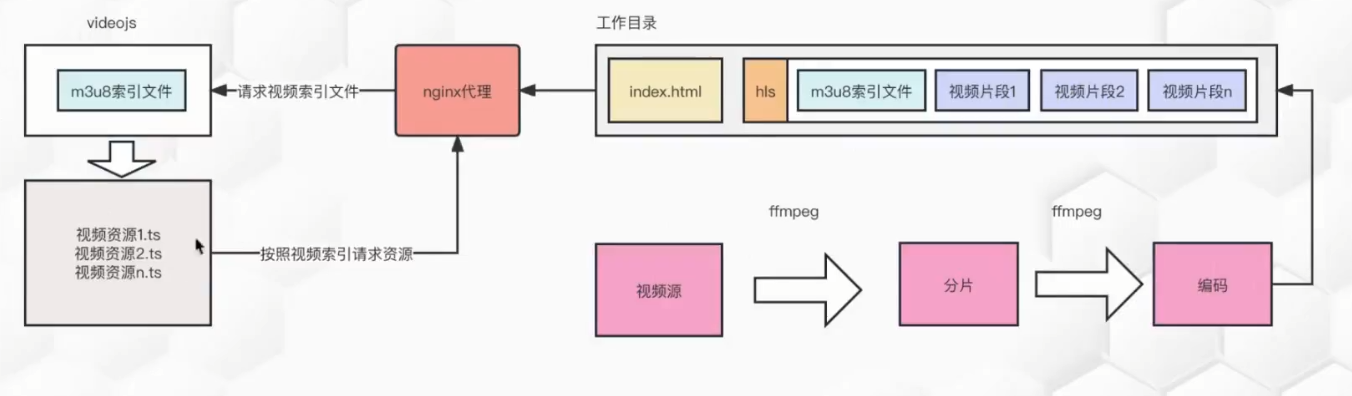 videojs
工作目录
m3u8索引文件
请求视频索引文件
nginx代理
index.html
hls
m3u8索引文件
视频片段1
视频片段2
视频片段n
视频资源1.ts
视频资源2.ts
视频资源n.ts
按照视频索引请求资源
ffmpeg
ffmpeg
视频源
分片
编码